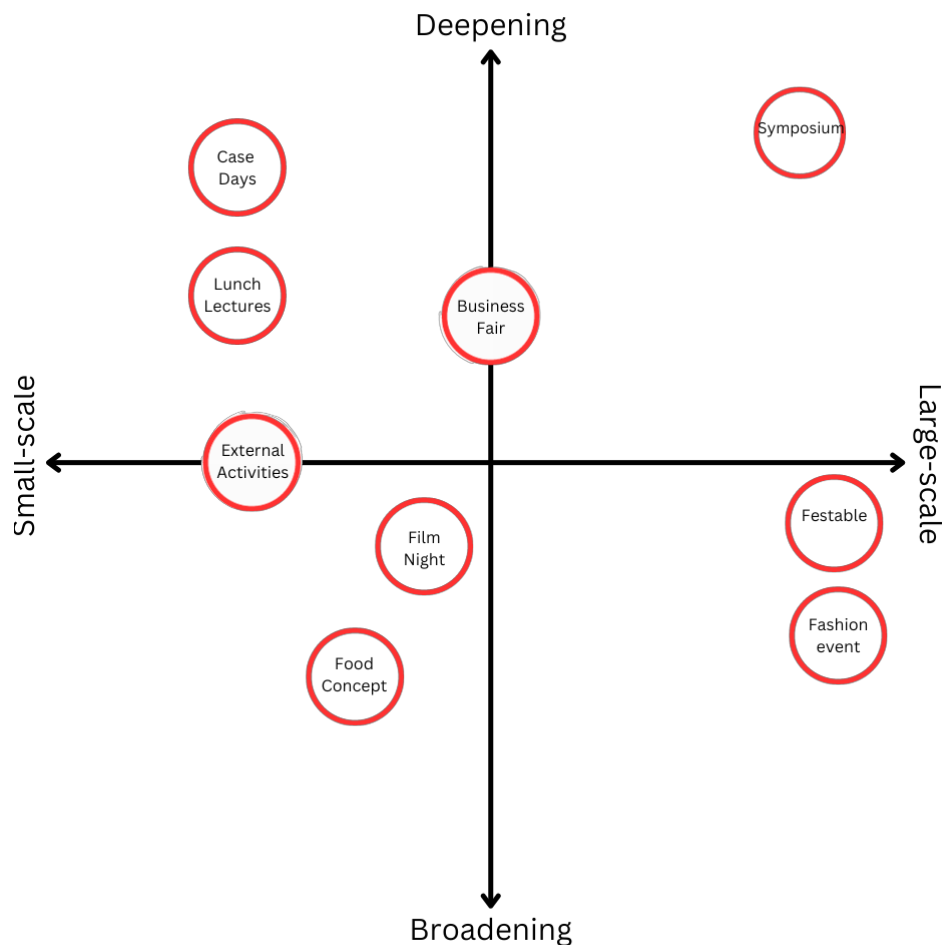 Deepening
Symposium
Case
Days
Lunch
Lectures
Business
Fair
Small-scale
Large-scale
External
Activities
Festable
Film
Night
Fashion
event
Food
Concept
Broadening